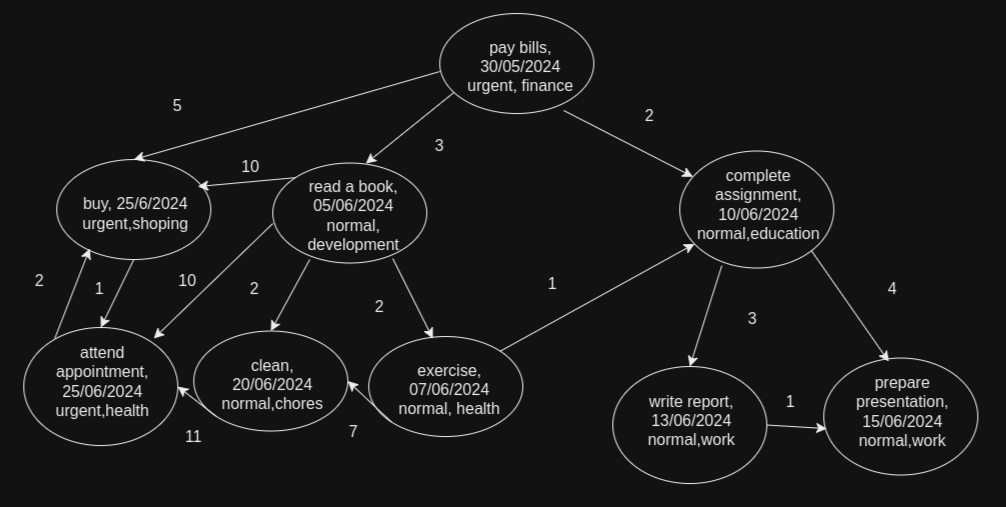 pay bills,
30/05/2024
urgent, finance
5
2
3
10
buy, 25/6/2024
urgent,shoping
read a book,
05/06/2024
normal,
development
complete
assignment,
10/06/2024
normal,education
2
1
10
2
2
1
4
3
attend
appointment,
25/06/2024
urgent,health
clean,
20/06/2024
normal,chores
exercise,
07/06/2024
normal, health
write report,
13/06/2024
normal,work
1
prepare
presentation,
15/06/2024
normal,work
11
7